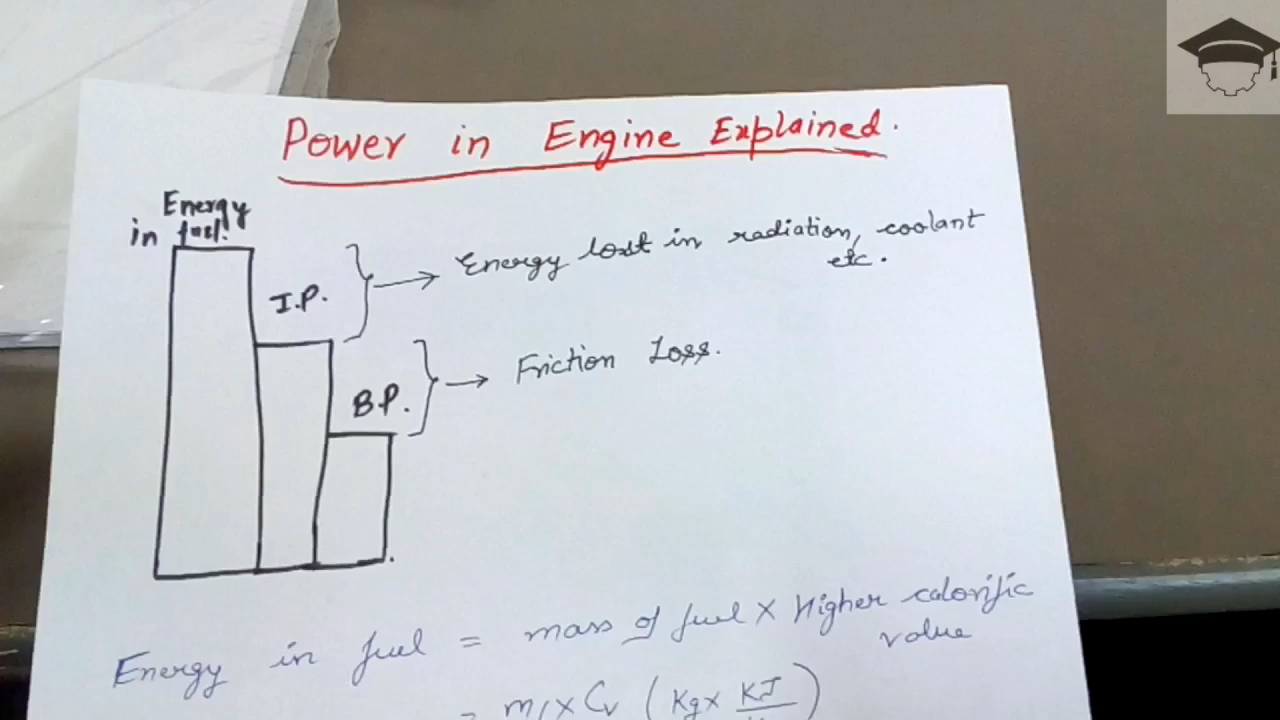 Power in Engine Explained.
Energy
in fuel.
I.P.
Energy lost in radiation, coolant
etc.
B.P.
Friction Loss.
Energy in fuel = mass of fuel X Higher calorific
value
= m X Cv ( Kg x KJ